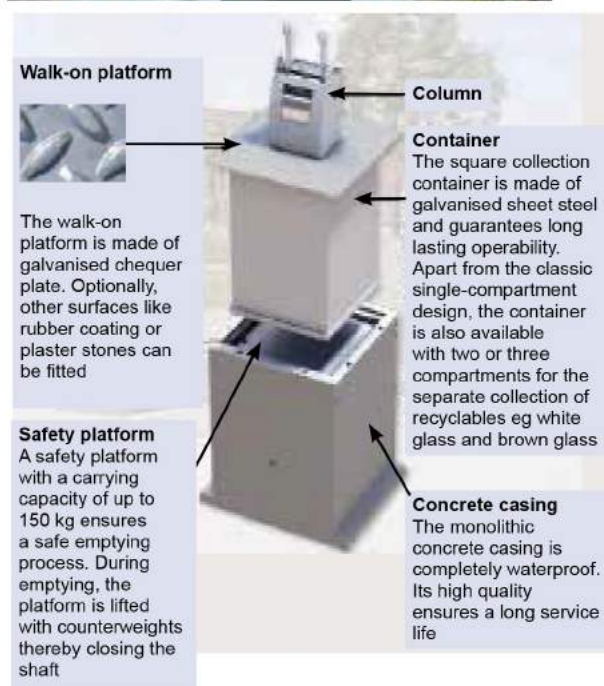 Walk-on platform
The walk-on
platform is made of
galvanised chequer
plate. Optionally,
other surfaces like
rubber coating or
plaster stones can
be fitted
Safety platform
A safety platform
with a carrying
capacity of up to
150 kg ensures
a safe emptying
process. During
emptying, the
platform is lifted
with counterweights
thereby closing the
shaft
Column
Container
The square collection
container is made of
galvanised sheet steel
and guarantees long
lasting operability.
Apart from the classic
single-compartment
design, the container
is also available
with two or three
compartments for the
separate collection of
recyclables eg white
glass and brown glass
Concrete casing
The monolithic
concrete casing is
completely waterproof.
Its high quality
ensures a long service
life